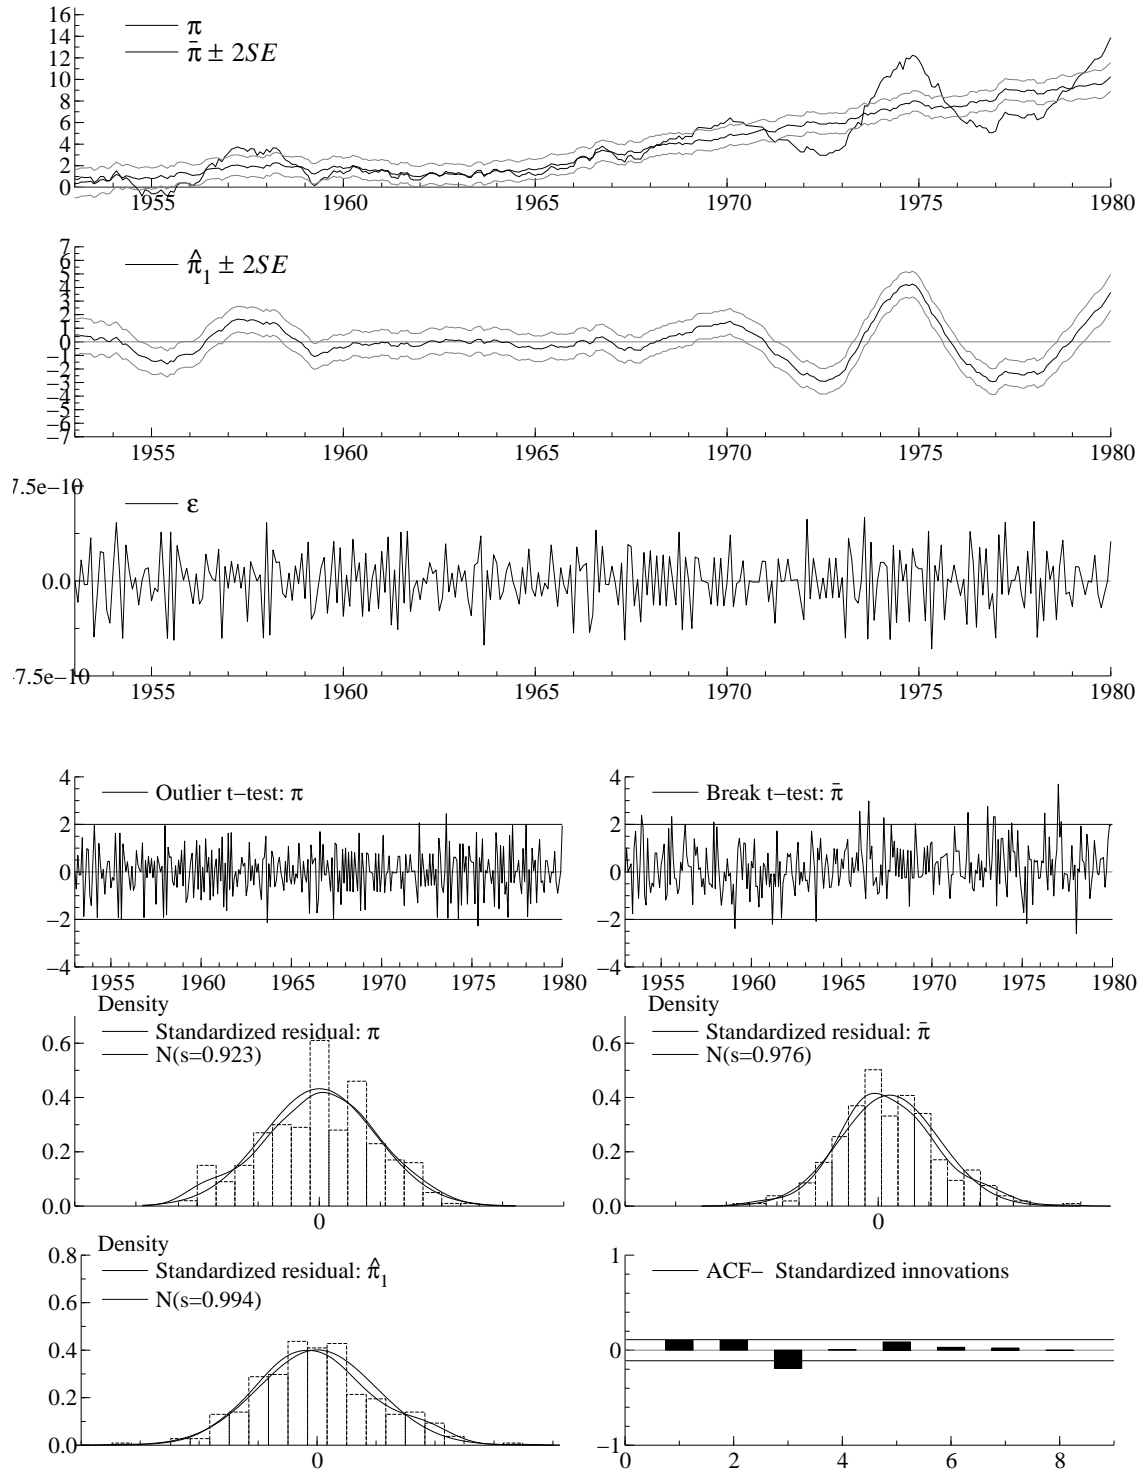 π
π̄ ± 2SE
16
14
12
10
8
6
4
2
0
1955 1960 1965 1970 1975 1980
π̂1 ± 2SE
7
6
5
4
3
2
1
0
−1
−2
−3
−4
−5
−6
−7
1955 1960 1965 1970 1975 1980
7.5e−10
ε
0.0
−7.5e−10
1955 1960 1965 1970 1975 1980
4
Outlier t−test: π
2
0
−2
−4
1955 1960 1965 1970 1975 1980
4
Break t−test: π̄
2
0
−2
−4
1955 1960 1965 1970 1975 1980
Density
Standardized residual: π
N(s=0.923)
0.6
0.4
0.2
0.0
0
Density
Standardized residual: π̄
N(s=0.976)
0.6
0.4
0.2
0.0
0
Density
Standardized residual: π̂1
N(s=0.994)
0.8
0.6
0.4
0.2
0.0
0
1
ACF− Standardized innovations
0
−1
0 2 4 6 8